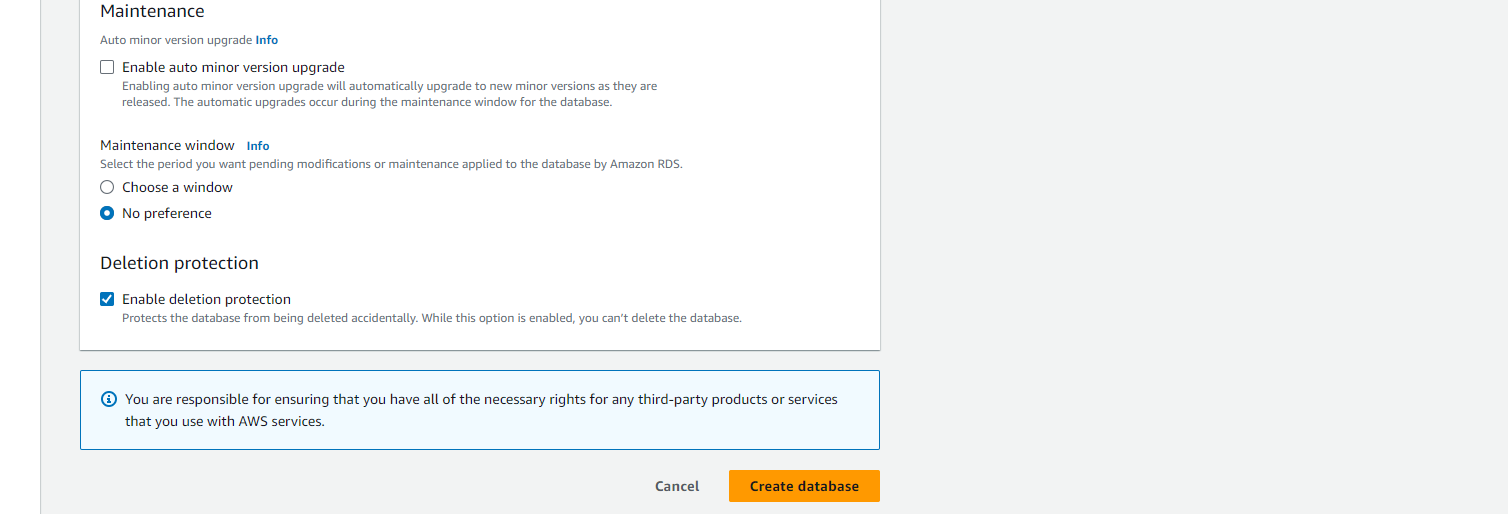 Maintenance
Auto minor version upgrade Info
Enable auto minor version upgrade
Enabling auto minor version upgrade will automatically upgrade to new minor versions as they are
released. The automatic upgrades occur during the maintenance window for the database.
Maintenance window Info
Select the period you want pending modifications or maintenance applied to the database by Amazon RDS.
Choose a window
No preference
Deletion protection
Enable deletion protection
Protects the database from being deleted accidentally. While this option is enabled, you can’t delete the database.
You are responsible for ensuring that you have all of the necessary rights for any third-party products or services
that you use with AWS services.
Cancel Create database